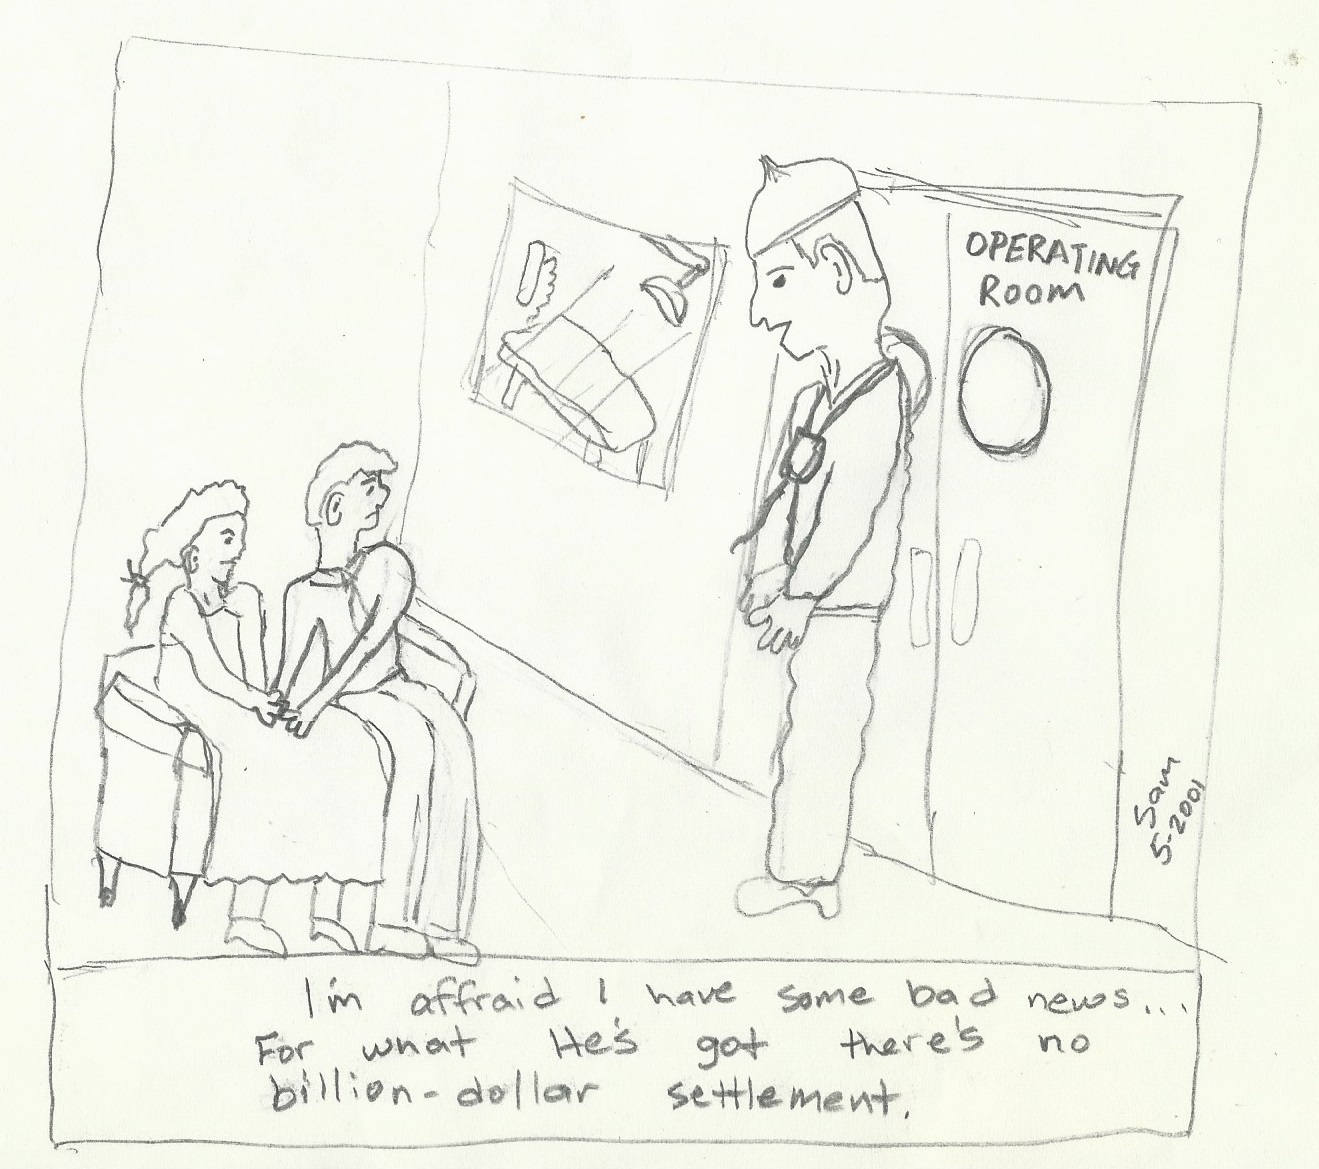 OPERATING
ROOM
Sam
5-2001
I'm affraid I have some bad news...
For what He's got there's no
billion-dollar settlement.